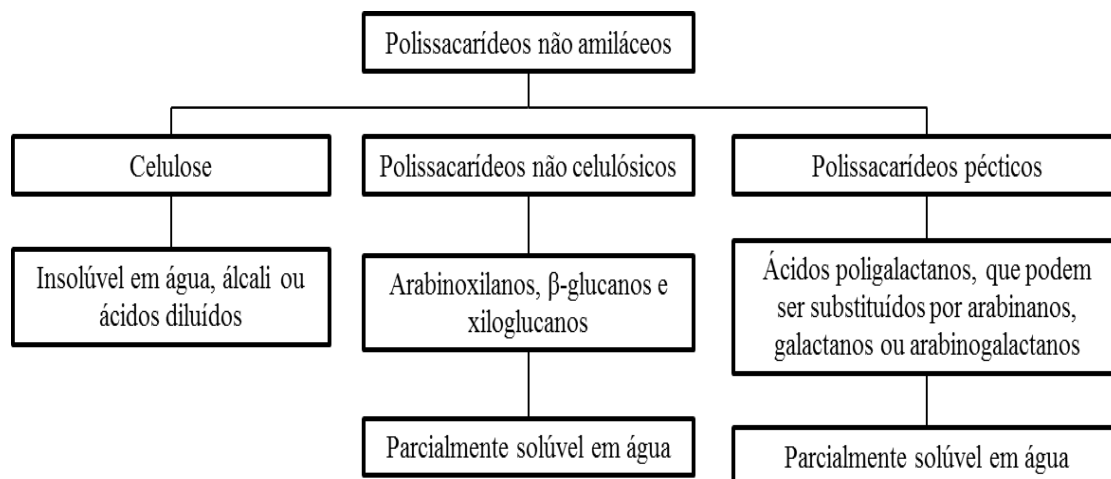 Polissacarídeos não amiláceos
Celulose
Polissacarídeos não celulósicos
Polissacarídeos pécticos
Insolúvel em água, álcali ou
ácidos diluídos
Arabinoxilanos, β-glucanos e
xiloglucanos
Ácidos poligalactanos, que podem
ser substituídos por arabinanos,
galactanos ou arabinogalactanos
Parcialmente solúvel em água
Parcialmente solúvel em água